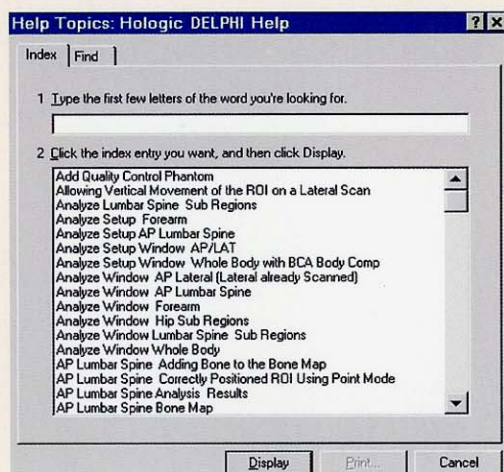 Help Topics: Hologic DELPHI Help
Index
Find
1 Type the first few letters of the word you're looking for.
2 Click the index entry you want, and then click Display.
Add Quality Control Phantom
Allowing Vertical Movement of the ROI on a Lateral Scan
Analyze Lumbar Spine Sub Regions
Analyze Setup Forearm
Analyze Setup AP Lumbar Spine
Analyze Setup Window AP/LAT
Analyze Setup Window Whole Body with BCA Body Comp
Analyze Window AP Lateral (Lateral already Scanned)
Analyze Window AP Lumbar Spine
Analyze Window Forearm
Analyze Window Hip Sub Regions
Analyze Window Lumbar Spine Sub Regions
Analyze Window Whole Body
AP Lumbar Spine Adding Bone to the Bone Map
AP Lumbar Spine Correctly Positioned ROI Using Point Mode
AP Lumbar Spine Analysis Results
AP Lumbar Spine Bone Map
Display
Print...
Cancel